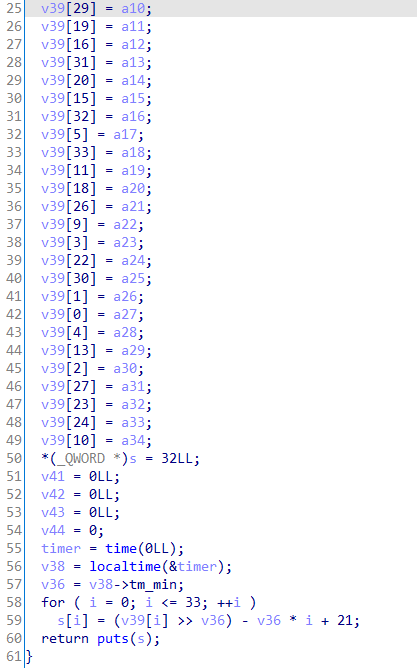 25 v39[29] = a10;
26 v39[19] = a11;
27 v39[16] = a12;
28 v39[31] = a13;
29 v39[20] = a14;
30 v39[15] = a15;
31 v39[32] = a16;
32 v39[5] = a17;
33 v39[33] = a18;
34 v39[11] = a19;
35 v39[18] = a20;
36 v39[26] = a21;
37 v39[9] = a22;
38 v39[3] = a23;
39 v39[22] = a24;
40 v39[30] = a25;
41 v39[1] = a26;
42 v39[0] = a27;
43 v39[4] = a28;
44 v39[13] = a29;
45 v39[2] = a30;
46 v39[27] = a31;
47 v39[23] = a32;
48 v39[24] = a33;
49 v39[10] = a34;
50 *(_QWORD *)s = 32LL;
51 v41 = 0LL;
52 v42 = 0LL;
53 v43 = 0LL;
54 v44 = 0;
55 timer = time(0LL);
56 v38 = localtime(&timer);
57 v36 = v38->tm_min;
58 for ( i = 0; i <= 33; ++i )
59 s[i] = (v39[i] >> v36) - v36 * i + 21;
60 return puts(s);
61 }